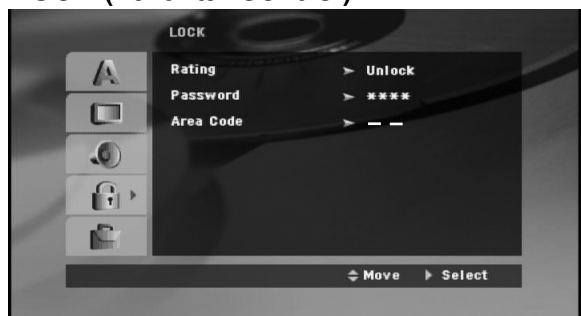 LOCK
Rating ➤ Unlock
Password ➤ ****
Area Code ➤ _ _
Move Select